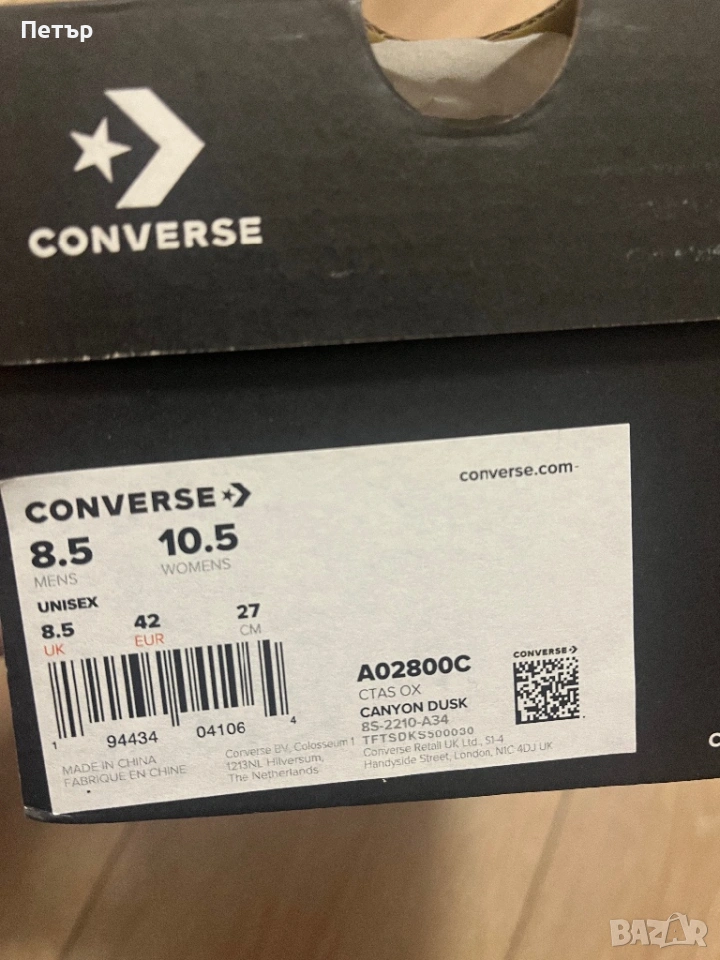 Петър
CONVERSE
CONVERSE
converse.com
8.5 10.5
MENS WOMENS
UNISEX
8.5 42 27
UK EUR CM
1 94434 04106 4
MADE IN CHINA
FABRIQUE EN CHINE
Converse BV, Colosseum 1
1213NL Hilversum,
The Netherlands
A02800C
CTAS OX
CANYON DUSK
8S-2210-A34
TFTSDKS500030
Converse Retail UK Ltd., S1-4
Handyside Street, London, N1C 4DJ UK
CONVERSE
BAZAR